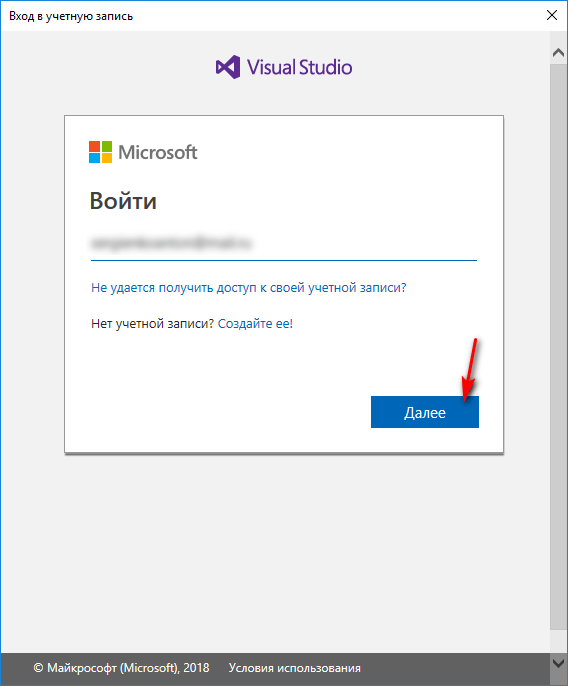 Вход в учетную запись
Visual Studio
Microsoft
Войти
Не удается получить доступ к своей учетной записи?
Нет учетной записи? Создайте ее!
Далее
© Майкрософт (Microsoft), 2018 Условия использования